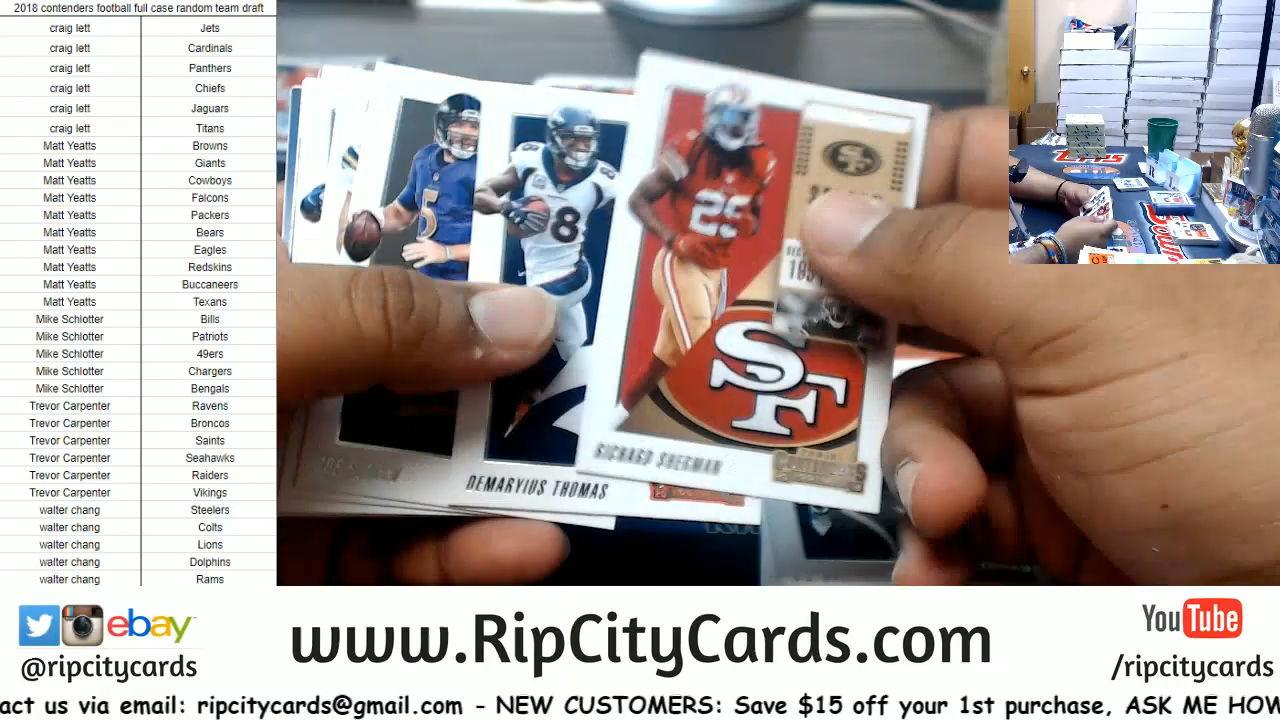 2018 contenders football full case random team draft
craig lett Jets
craig lett Cardinals
craig lett Panthers
craig lett Chiefs
craig lett Jaguars
craig lett Titans
Matt Yeatts Browns
Matt Yeatts Giants
Matt Yeatts Cowboys
Matt Yeatts Falcons
Matt Yeatts Packers
Matt Yeatts Bears
Matt Yeatts Eagles
Matt Yeatts Redskins
Matt Yeatts Buccaneers
Matt Yeatts Texans
Mike Schlotter Bills
Mike Schlotter Patriots
Mike Schlotter 49ers
Mike Schlotter Chargers
Mike Schlotter Bengals
Trevor Carpenter Ravens
Trevor Carpenter Broncos
Trevor Carpenter Saints
Trevor Carpenter Seahawks
Trevor Carpenter Raiders
Trevor Carpenter Vikings
walter chang Steelers
walter chang Colts
walter chang Lions
walter chang Dolphins
walter chang Rams
5
8
25
SF
RICHARD SHERMAN
DEMARYIUS THOMAS
ebay
@ripcitycards
www.RipCityCards.com
YouTube
/ripcitycards
act us via email: ripcitycards@gmail.com - NEW CUSTOMERS: Save $15 off your 1st purchase, ASK ME HOW